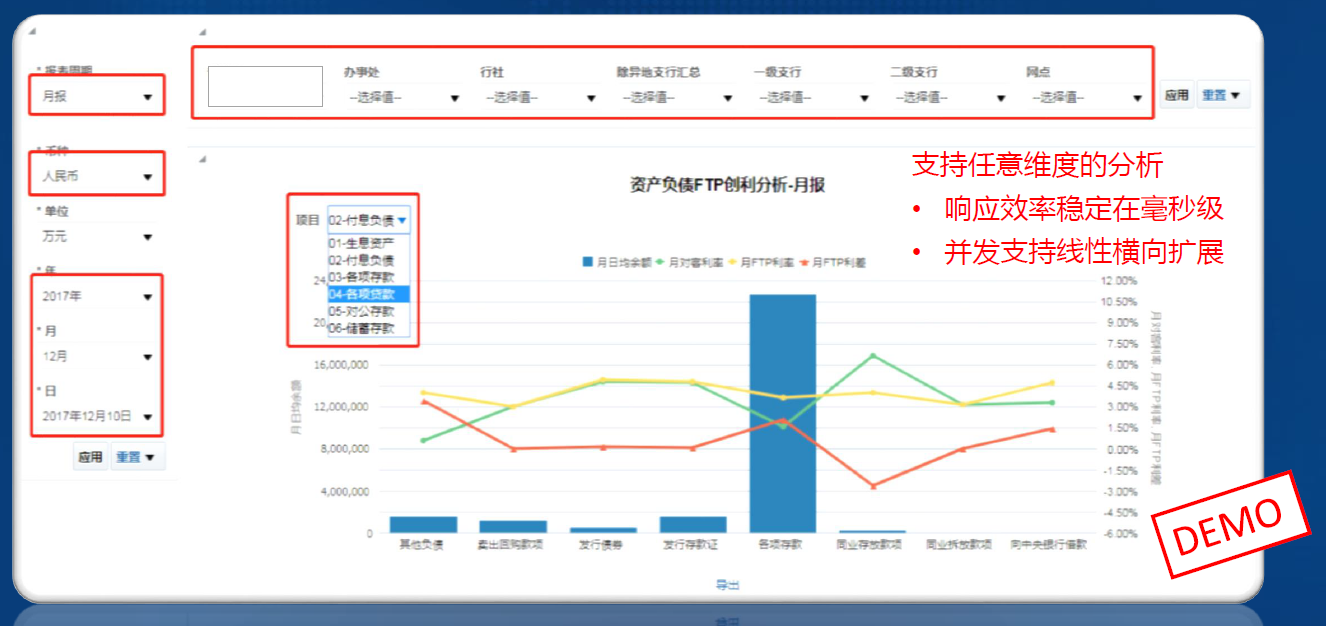 * 报表周期
月报
* 币种
人民币
* 单位
万元
* 年
2017年
* 月
12月
* 日
2017年12月10日
应用 重置
办事处 行社 除异地支行汇总 一级支行 二级支行 网点
--选择值-- --选择值-- --选择值-- --选择值-- --选择值-- --选择值--
应用 重置
支持任意维度的分析
• 响应效率稳定在毫秒级
• 并发支持线性横向扩展
资产负债FTP创利分析-月报
项目 02-付息负债
01-生息资产
02-付息负债
03-各项存款
04-各项贷款
05-对公存款
06-储蓄存款
月日均余额 月对客利率 月FTP利率 月FTP利差
24,
20
16,000,000
12,000,000
8,000,000
4,000,000
0
月日均余额
12.00%
10.50%
9.00%
7.50%
6.00%
4.50%
3.00%
1.50%
0.00%
-1.50%
-3.00%
-4.50%
-6.00%
月对客利率, 月FTP利率, 月FTP利差
其他负债 卖出回购款项 发行债券 发行存款证 各项存款 同业存放款项 同业拆放款项 向中央银行借款
导出
DEMO